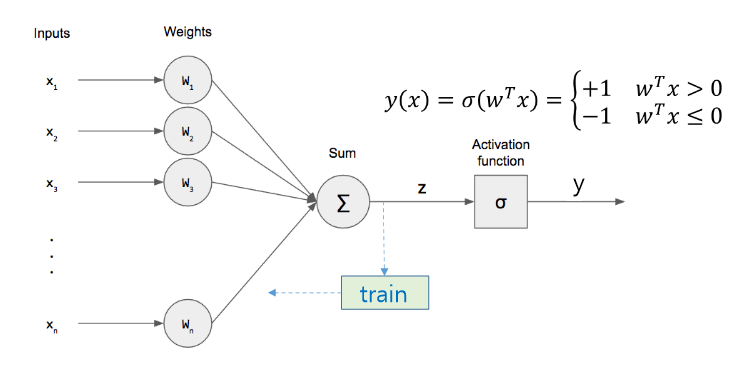 Inputs
Weights
x₁
W₁
y(x) = σ(wᵀx) = {+1 wᵀx > 0
−1 wᵀx ≤ 0
x₂
W₂
Sum
Activation
function
x₃
W₃
Σ
z
σ
y
.
.
.
train
xₙ
Wₙ